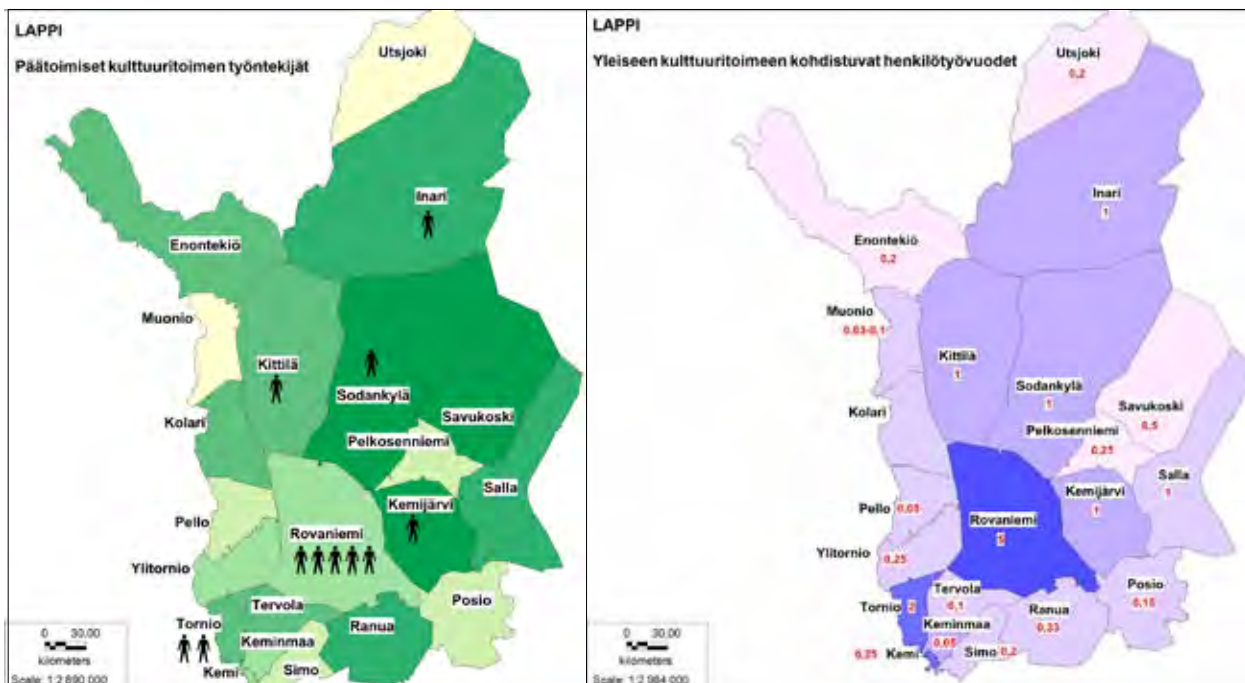 LAPPI
Päätoimiset kulttuuritoimen työntekijät
Utsjoki
Inari
Enontekiö
Muonio
Kittilä
Sodankylä
Kolari
Savukoski
Pelkosenniemi
Salla
Kemijärvi
Pello
Rovaniemi
Ylitornio
Posio
Tervola
Tornio
Ranua
Keminmaa
Kemi
Simo
0 30,00
kilometers
Scale: 1:2 890 000
LAPPI
Yleiseen kulttuuritoimeen kohdistuvat henkilötyövuodet
Utsjoki
0,2
Inari
1
Enontekiö
0,2
Muonio
0,03-0,1
Kittilä
1
Kolari
Sodankylä
1
Savukoski
0,5
Pelkosenniemi
0,25
Salla
1
Kemijärvi
1
Pello 0,05
Rovaniemi
5
Ylitornio
0,25
Posio
0,15
Tervola
0,1
Tornio 2
Ranua
0,33
Keminmaa
0,05
0,25 Kemi
Simo 0,2
0 30,00
kilometers
Scale: 1:2 984 000